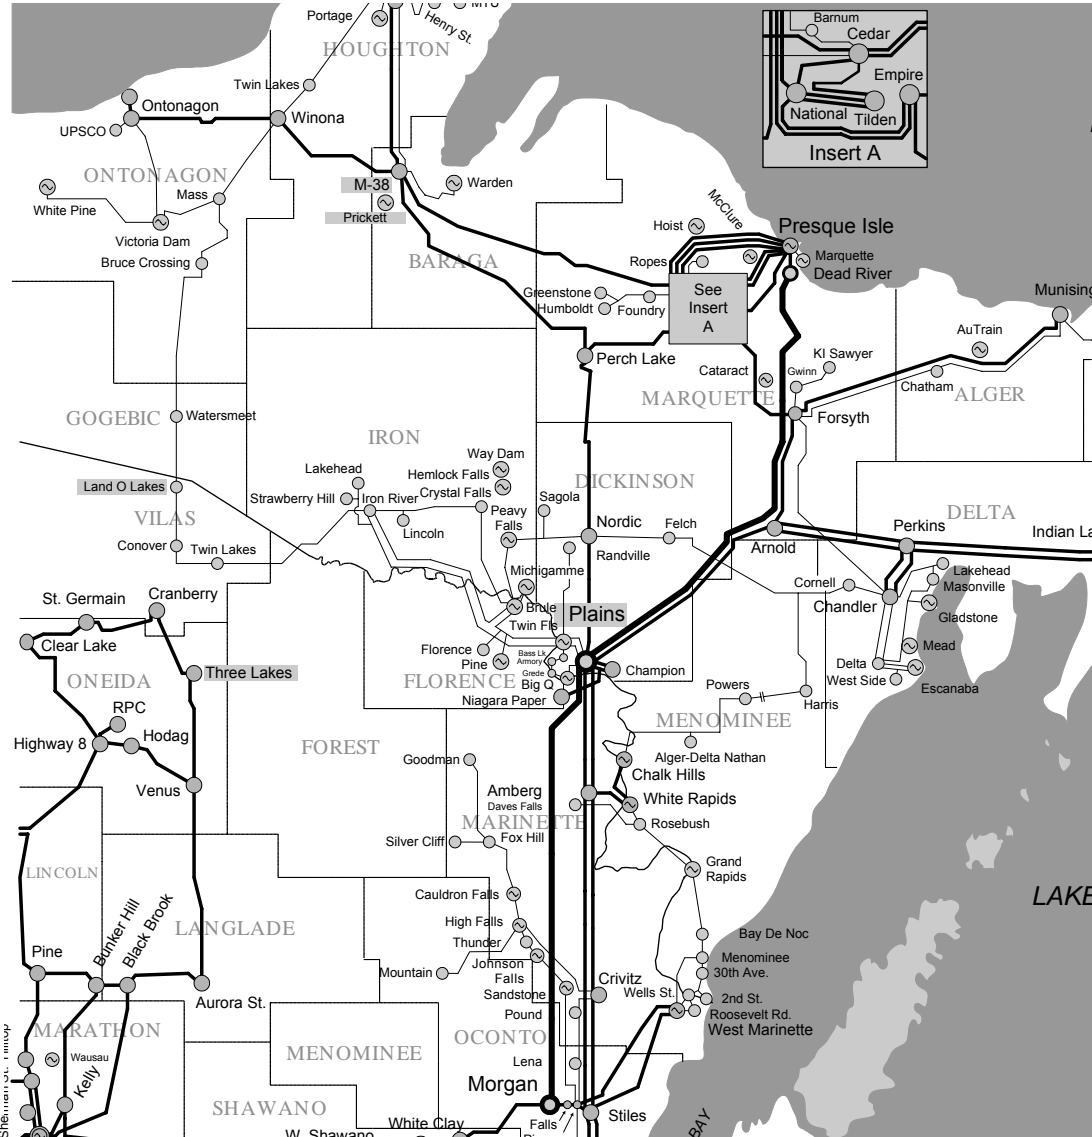 Portage
Henry St.
MTU
Barnum
Cedar
Empire
National
Tilden
Insert A
HOUGHTON
Twin Lakes
Ontonagon
Winona
UPSCO
ONTONAGON
M-38
Warden
Mass
White Pine
Prickett
Victoria Dam
McClure
Hoist
Presque Isle
Bruce Crossing
BARAGA
Ropes
Marquette
Dead River
See
Insert
A
Greenstone
Humboldt
Foundry
Munising
AuTrain
Perch Lake
KI Sawyer
Cataract
Gwinn
Chatham
ALGER
MARQUETTE
GOGEBIC
Watersmeet
Forsyth
IRON
Way Dam
Lakehead
Hemlock Falls
DICKINSON
Land O Lakes
Strawberry Hill
Iron River
Crystal Falls
Sagola
VILAS
Peavy
Falls
Nordic
Felch
DELTA
Lincoln
Perkins
Indian La
Conover
Twin Lakes
Randville
Arnold
Michigamme
Lakehead
Cornell
Masonville
St. Germain
Cranberry
Brule
Plains
Chandler
Gladstone
Twin Fls
Clear Lake
Florence
Bass Lk
Armory
Mead
Pine
Delta
Three Lakes
Grede
Champion
West Side
Escanaba
ONEIDA
FLORENCE
Big Q
Powers
Niagara Paper
Harris
RPC
MENOMINEE
Highway 8
Hodag
FOREST
Goodman
Alger-Delta Nathan
Chalk Hills
Venus
Amberg
White Rapids
Daves Falls
MARINETTE
Rosebush
Silver Cliff
Fox Hill
LINCOLN
Grand
Rapids
Cauldron Falls
LAKE
Bunker Hill
Black Brook
LANGLADE
High Falls
Bay De Noc
Thunder
Pine
Menominee
Mountain
Johnson
Falls
30th Ave.
Crivitz
Sandstone
Wells St.
2nd St.
Aurora St.
Pound
Roosevelt Rd.
MARATHON
OCONTO
West Marinette
Wausau
MENOMINEE
Lena
Sherman St.
Hilltop
Kelly
Morgan
SHAWANO
Stiles
White Clay
Falls
W. Shawano
BAY